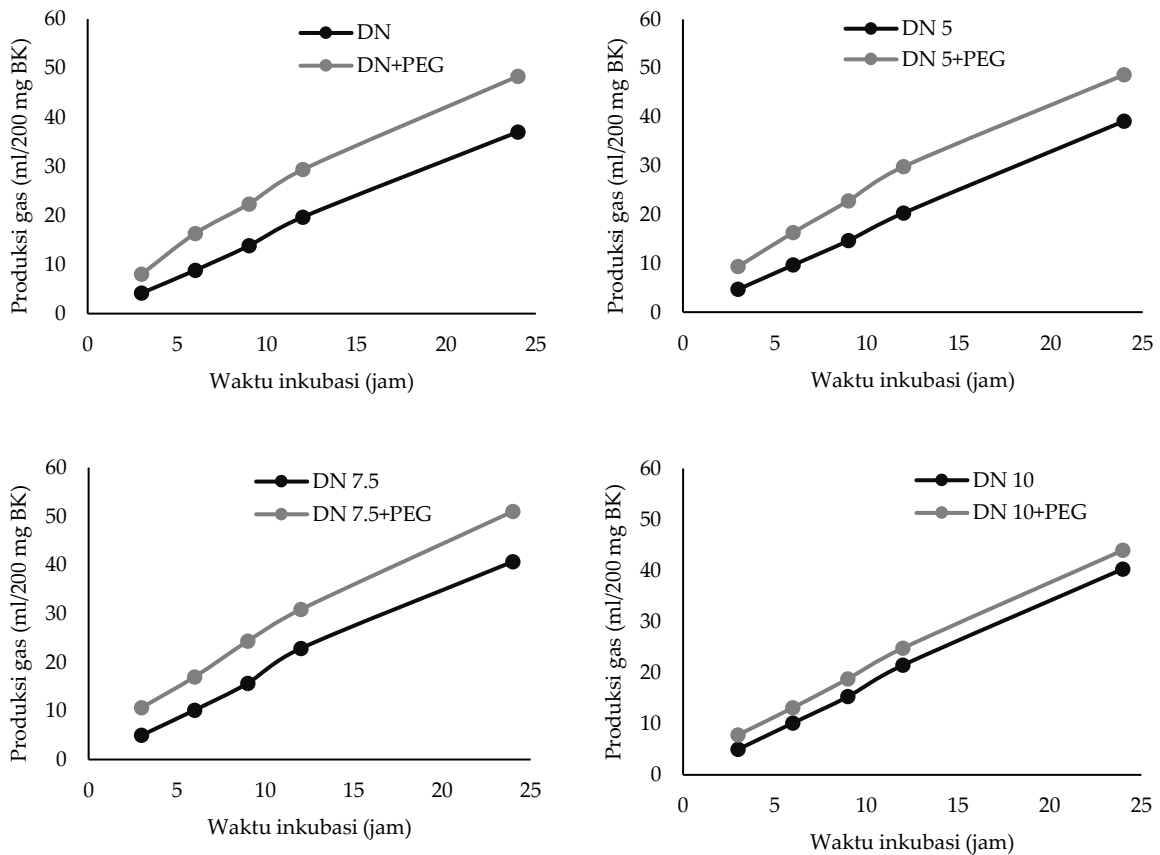 DN
DN+PEG
Produksi gas (ml/200 mg BK)
60
50
40
30
20
10
0
0 5 10 15 20 25
Waktu inkubasi (jam)
DN 5
DN 5+PEG
Produksi gas (ml/200 mg BK)
60
50
40
30
20
10
0
0 5 10 15 20 25
Waktu inkubasi (jam)
DN 7.5
DN 7.5+PEG
Produksi gas (ml/200 mg BK)
60
50
40
30
20
10
0
0 5 10 15 20 25
Waktu inkubasi (jam)
DN 10
DN 10+PEG
Produksi gas (ml/200 mg BK)
60
50
40
30
20
10
0
0 5 10 15 20 25
Waktu inkubasi (jam)